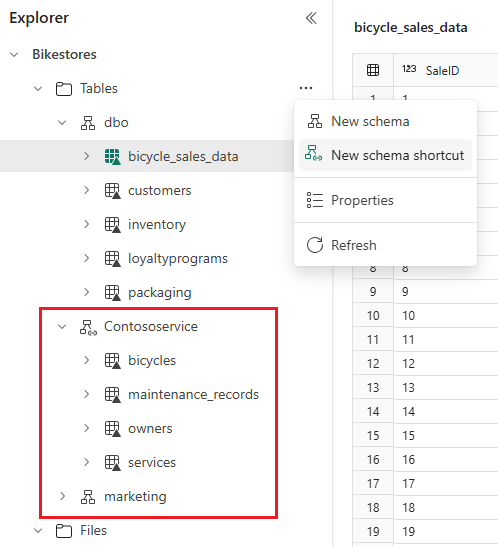 Explorer
Bikestores
Tables
dbo
bicycle_sales_data
customers
inventory
loyaltyprograms
packaging
Contososervice
bicycles
maintenance_records
owners
services
marketing
Files
New schema
New schema shortcut
Properties
Refresh
bicycle_sales_data
123 SaleID
1 1
8 8
9 9
10 10
11 11
12 12
13 13
14 14
15 15
16 16
17 17
18 18
19 19